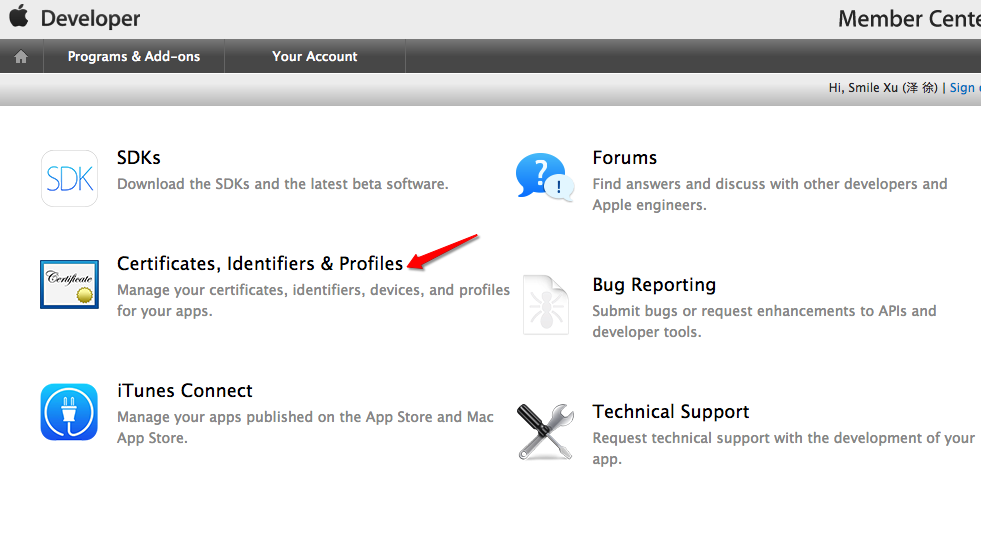 Developer
Member Cente
Programs & Add-ons
Your Account
Hi, Smile Xu (泽 徐) | Sign
SDK
SDKs
Download the SDKs and the latest beta software.
Forums
Find answers and discuss with other developers and
Apple engineers.
Certificate
Certificates, Identifiers & Profiles
Manage your certificates, identifiers, devices, and profiles
for your apps.
Bug Reporting
Submit bugs or request enhancements to APIs and
developer tools.
iTunes Connect
Manage your apps published on the App Store and Mac
App Store.
Technical Support
Request technical support with the development of your
app.